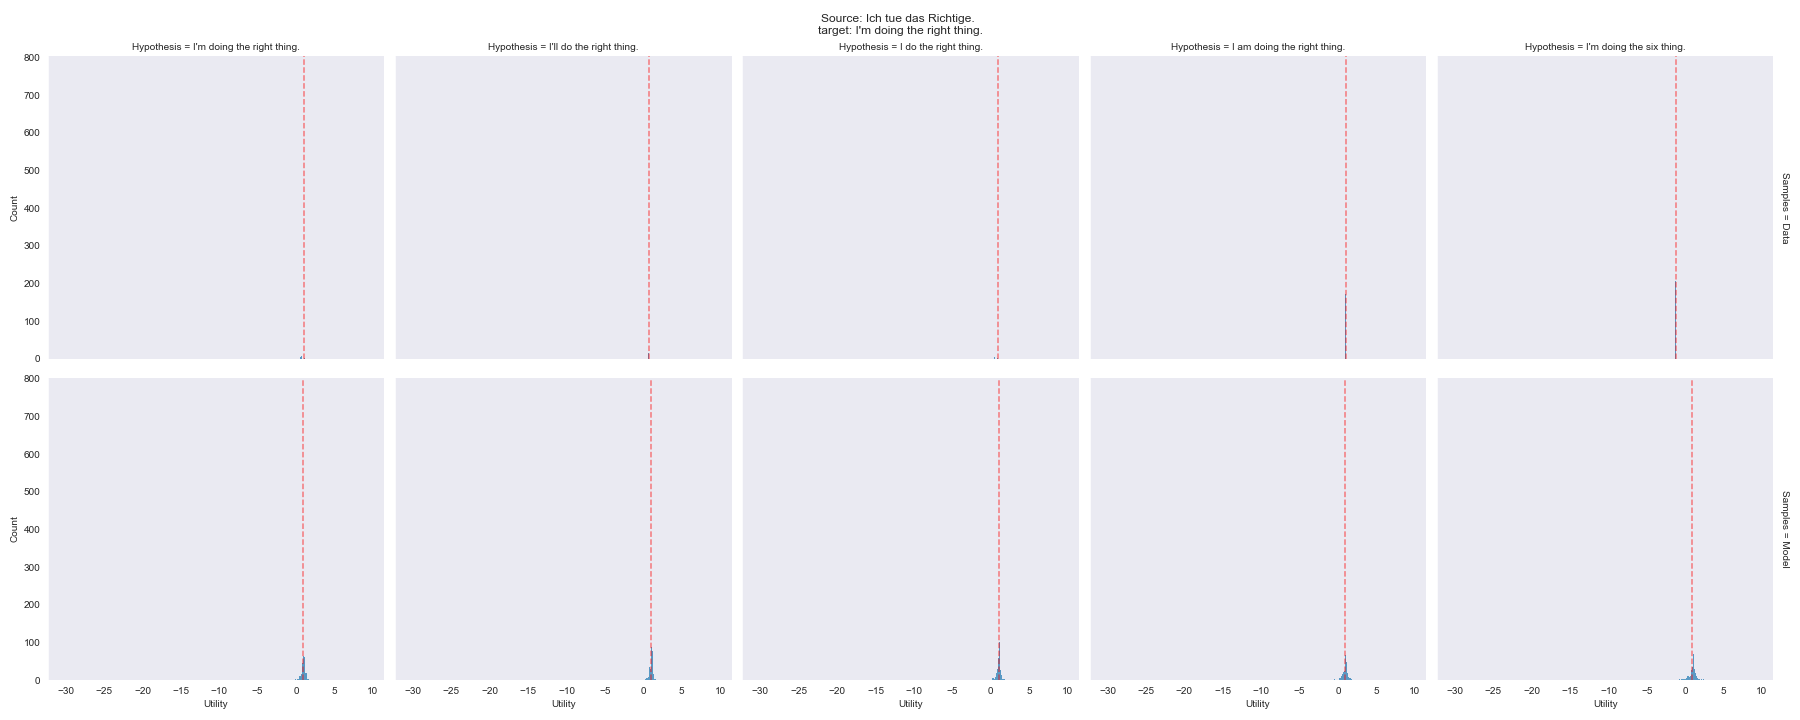 Source: Ich tue das Richtige.
target: I'm doing the right thing.
Hypothesis = I'm doing the right thing.
Hypothesis = I'll do the right thing.
Hypothesis = I do the right thing.
Hypothesis = I am doing the right thing.
Hypothesis = I'm doing the six thing.
800
700
600
500
400
300
200
100
0
Count
Samples = Data
800
700
600
500
400
300
200
100
0
Count
Samples = Model
−30 −25 −20 −15 −10 −5 0 5 10
−30 −25 −20 −15 −10 −5 0 5 10
−30 −25 −20 −15 −10 −5 0 5 10
−30 −25 −20 −15 −10 −5 0 5 10
−30 −25 −20 −15 −10 −5 0 5 10
Utility
Utility
Utility
Utility
Utility